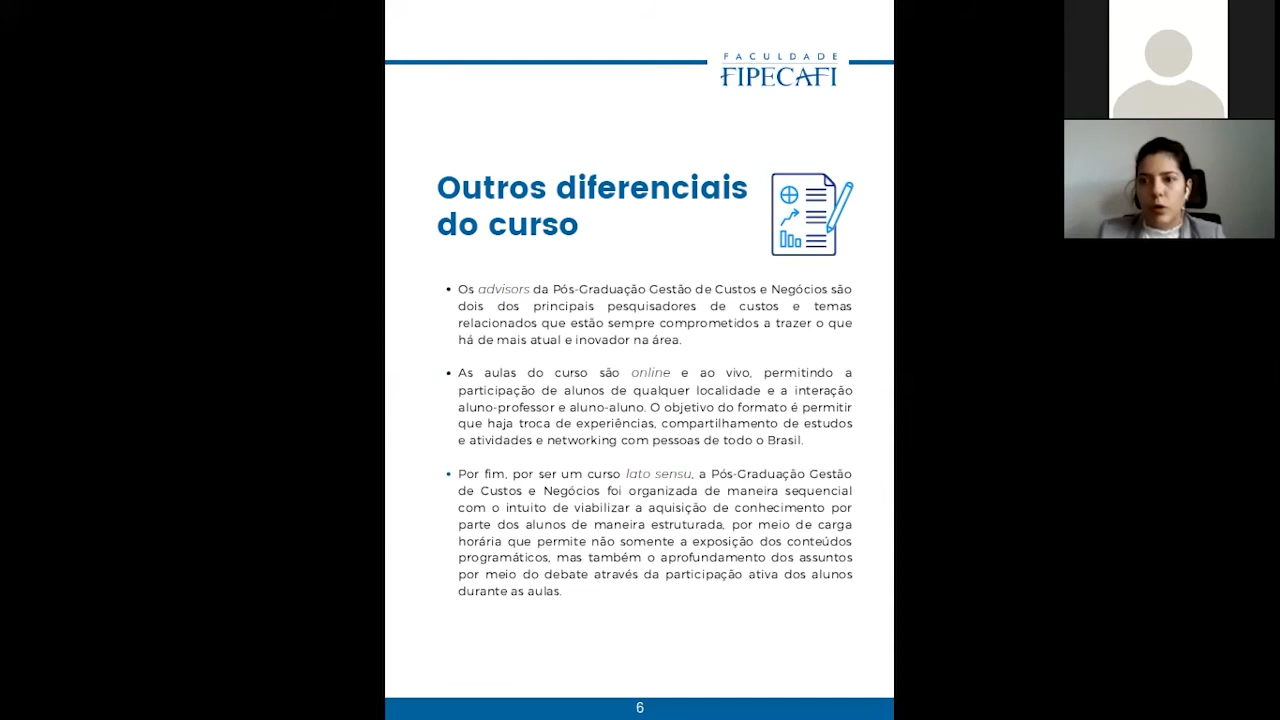 FACULDADE
FIPECAFI
Outros diferenciais
do curso
• Os advisors da Pós-Graduação Gestão de Custos e Negócios são
dois dos principais pesquisadores de custos e temas
relacionados que estão sempre comprometidos a trazer o que
há de mais atual e inovador na área.
• As aulas do curso são online e ao vivo, permitindo a
participação de alunos de qualquer localidade e a interação
aluno-professor e aluno-aluno. O objetivo do formato é permitir
que haja troca de experiências, compartilhamento de estudos
e atividades e networking com pessoas de todo o Brasil.
• Por fim, por ser um curso lato sensu, a Pós-Graduação Gestão
de Custos e Negócios foi organizada de maneira sequencial
com o intuito de viabilizar a aquisição de conhecimento por
parte dos alunos de maneira estruturada, por meio de carga
horária que permite não somente a exposição dos conteúdos
programáticos, mas também o aprofundamento dos assuntos
por meio do debate através da participação ativa dos alunos
durante as aulas.
6